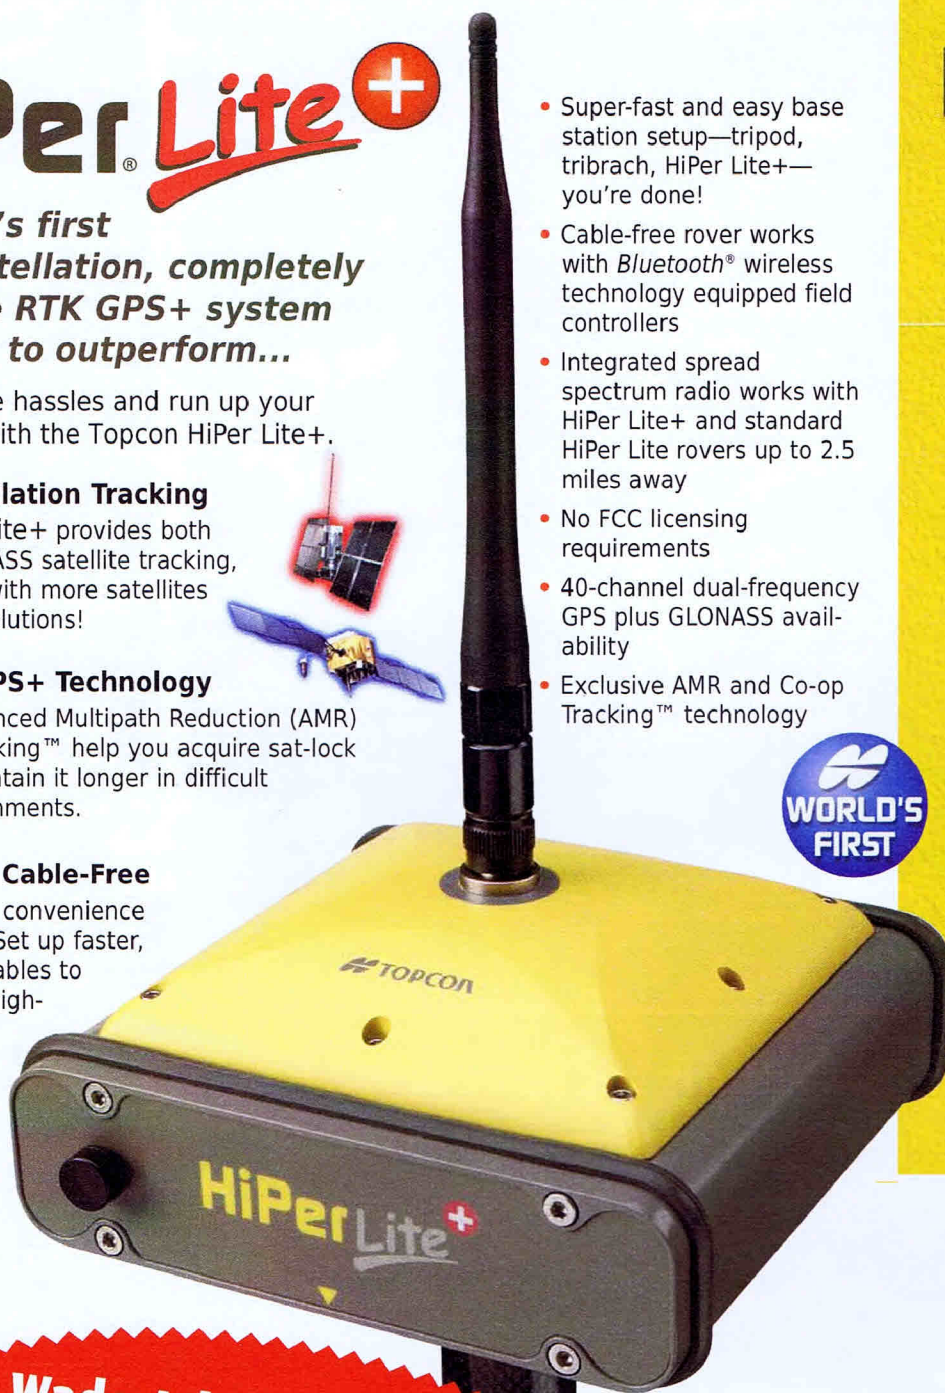 Per® Lite+
's first
tellation, completely
RTK GPS+ system
to outperform...
hassles and run up your
ith the Topcon HiPer Lite+.
lation Tracking
ite+ provides both
ASS satellite tracking,
with more satellites
lutions!
PS+ Technology
nced Multipath Reduction (AMR)
king™ help you acquire sat-lock
ntain it longer in difficult
nments.
Cable-Free
convenience
Set up faster,
ables to
igh-
• Super-fast and easy base
station setup—tripod,
tribrach, HiPer Lite+—
you're done!
• Cable-free rover works
with Bluetooth® wireless
technology equipped field
controllers
• Integrated spread
spectrum radio works with
HiPer Lite+ and standard
HiPer Lite rovers up to 2.5
miles away
• No FCC licensing
requirements
• 40-channel dual-frequency
GPS plus GLONASS avail-
ability
• Exclusive AMR and Co-op
Tracking™ technology
WORLD'S
FIRST
TOPCON
HiPer Lite+